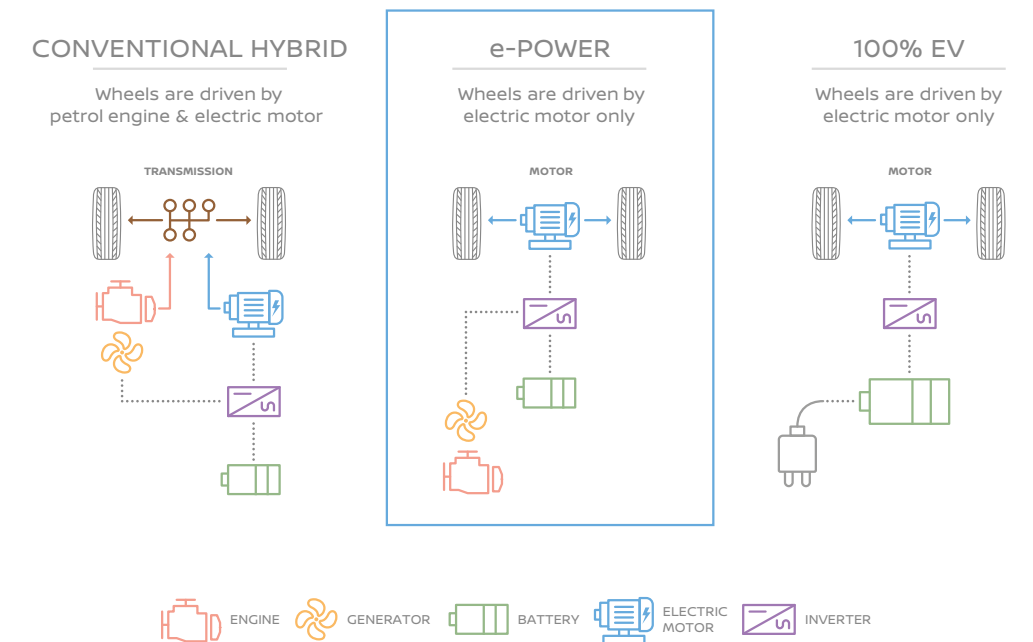 CONVENTIONAL HYBRID
Wheels are driven by
petrol engine & electric motor
TRANSMISSION
e-POWER
Wheels are driven by
electric motor only
MOTOR
100% EV
Wheels are driven by
electric motor only
MOTOR
ENGINE
GENERATOR
BATTERY
ELECTRIC
MOTOR
INVERTER